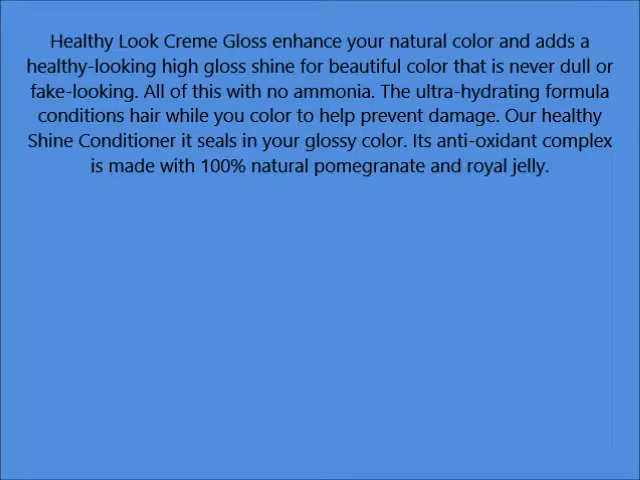 Healthy Look Creme Gloss enhance your natural color and adds a
healthy-looking high gloss shine for beautiful color that is never dull or
fake-looking. All of this with no ammonia. The ultra-hydrating formula
conditions hair while you color to help prevent damage. Our healthy
Shine Conditioner it seals in your glossy color. Its anti-oxidant complex
is made with 100% natural pomegranate and royal jelly.